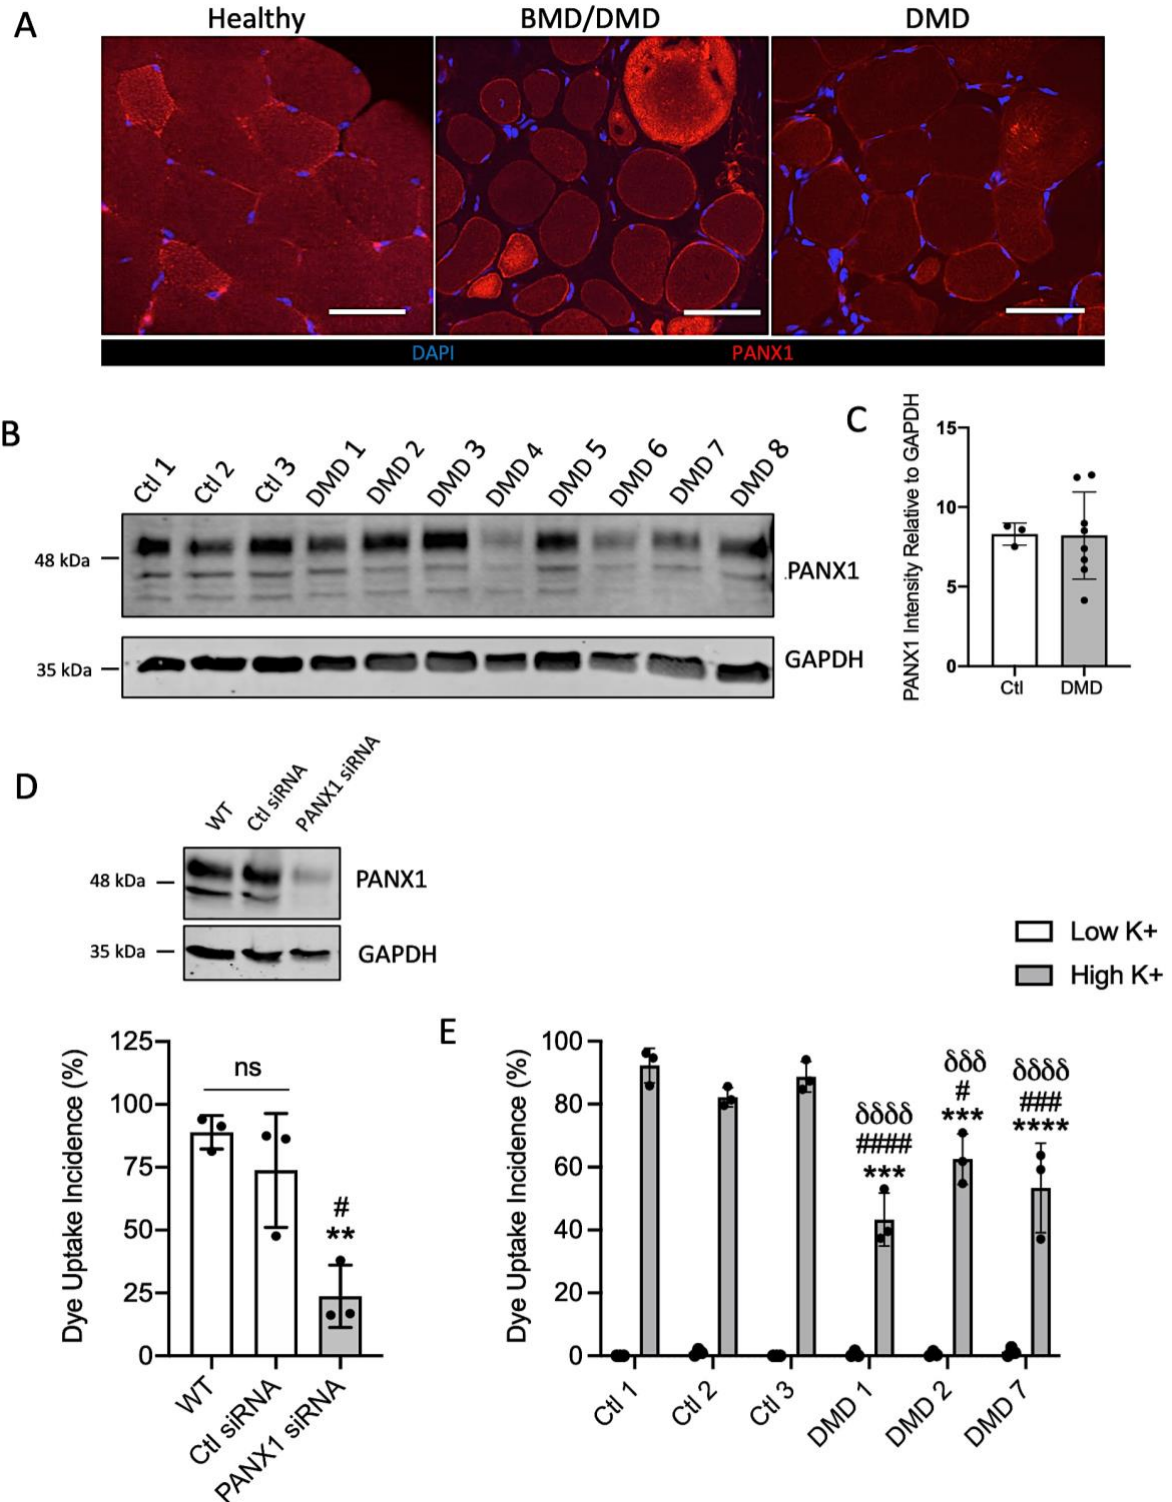 A
Healthy BMD/DMD DMD
DAPI PANX1
B
Ctl 1 Ctl 2 Ctl 3 DMD 1 DMD 2 DMD 3 DMD 4 DMD 5 DMD 6 DMD 7 DMD 8
48 kDa
PANX1
35 kDa
GAPDH
C
PANX1 Intensity Relative to GAPDH
15
10
5
0
Ctl DMD
D
WT Ctl siRNA PANX1 siRNA
48 kDa
PANX1
35 kDa
GAPDH
Dye Uptake Incidence (%)
125
100
75
50
25
0
ns
#
**
WT Ctl siRNA PANX1 siRNA
Low K+
High K+
E
Dye Uptake Incidence (%)
100
80
60
40
20
0
δδδδ
####
***
δδδ
#
***
δδδδ
###
****
Ctl 1 Ctl 2 Ctl 3 DMD 1 DMD 2 DMD 7